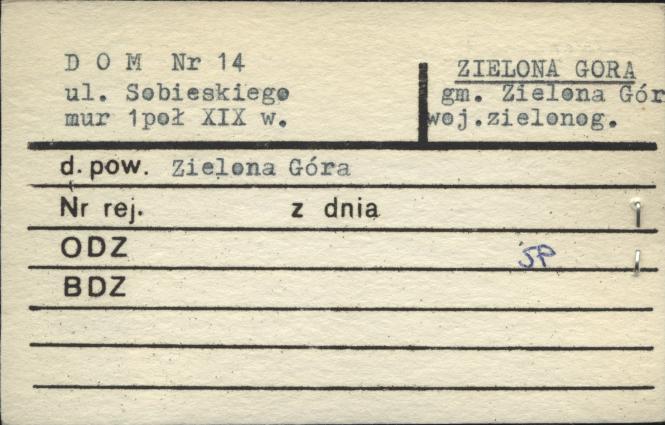 D O M Nr 14
ul. Sobieskiego
mur 1poł XIX w.
ZIELONA GORA
gm. Zielona Gór
woj.zielonog.
d. pow. Zielona Góra
Nr rej. z dnia
ODZ
JP
BDZ